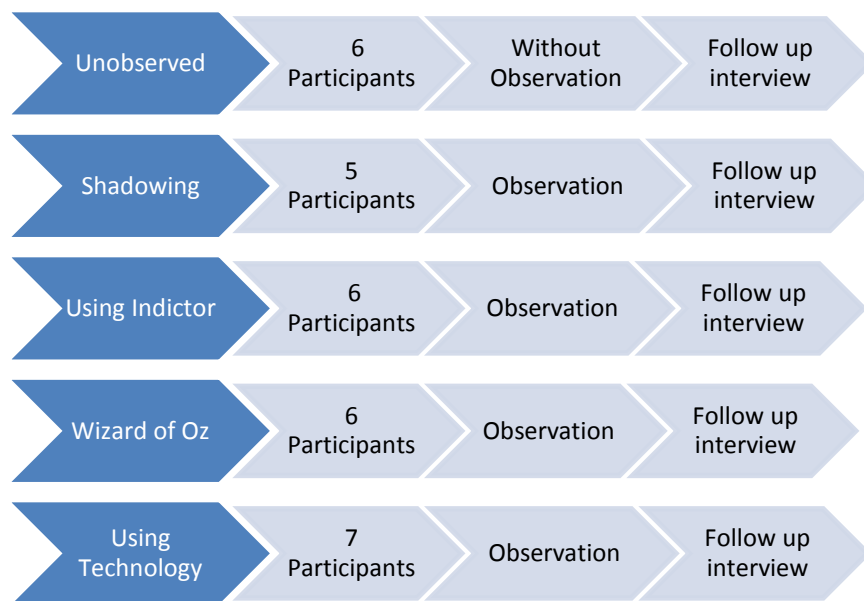 Unobserved
6
Participants
Without
Observation
Follow up
interview
Shadowing
5
Participants
Observation
Follow up
interview
Using Indictor
6
Participants
Observation
Follow up
interview
Wizard of Oz
6
Participants
Observation
Follow up
interview
Using
Technology
7
Participants
Observation
Follow up
interview